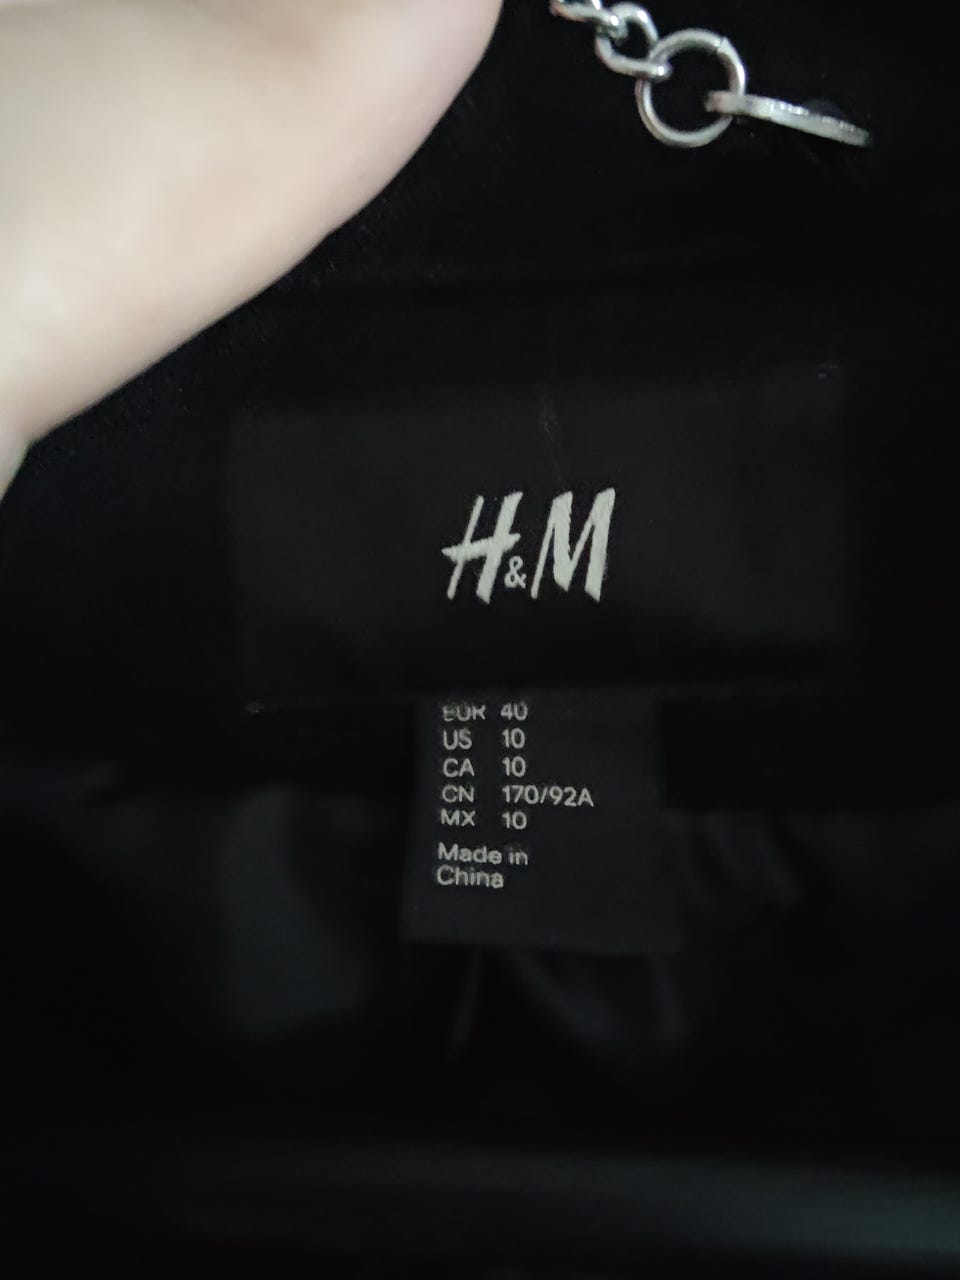 H&M
EUR 40
US 10
CA 10
CN 170/92A
MX 10
Made in
China